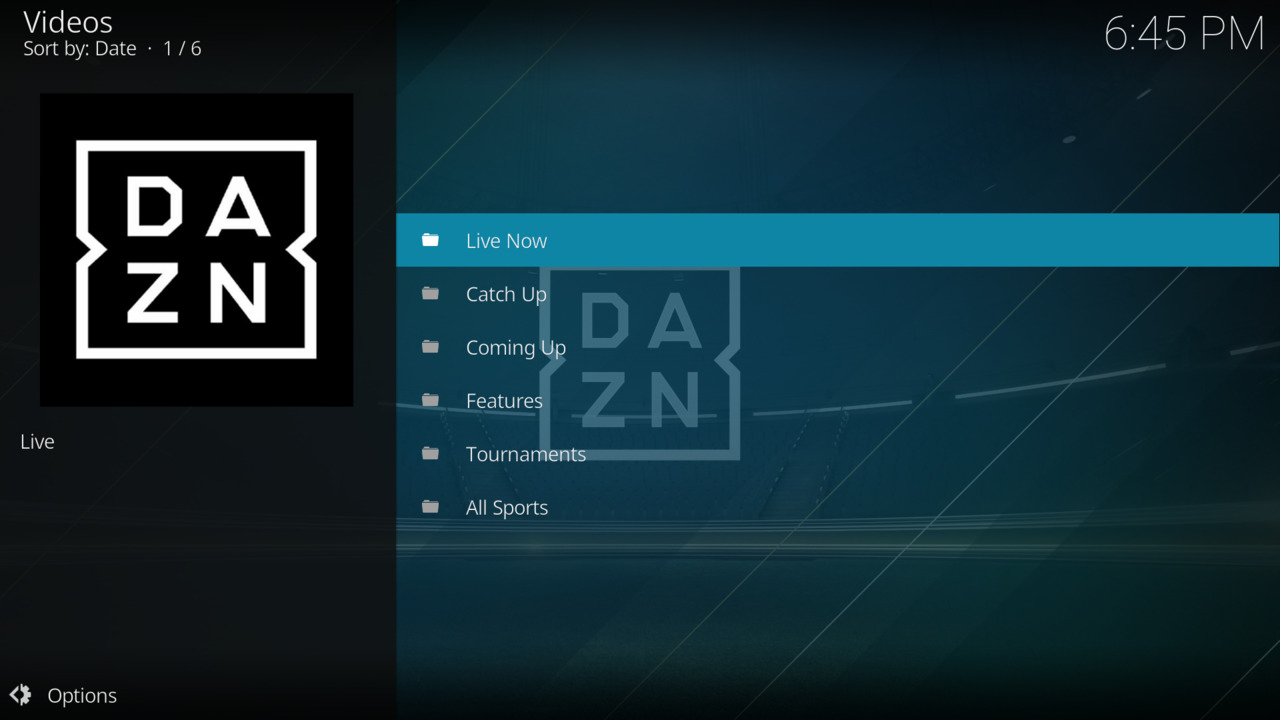 Videos
Sort by: Date · 1 / 6
6:45 PM
DA
ZN
Live
Live Now
Catch Up
Coming Up
Features
Tournaments
All Sports
DA
ZN
Options